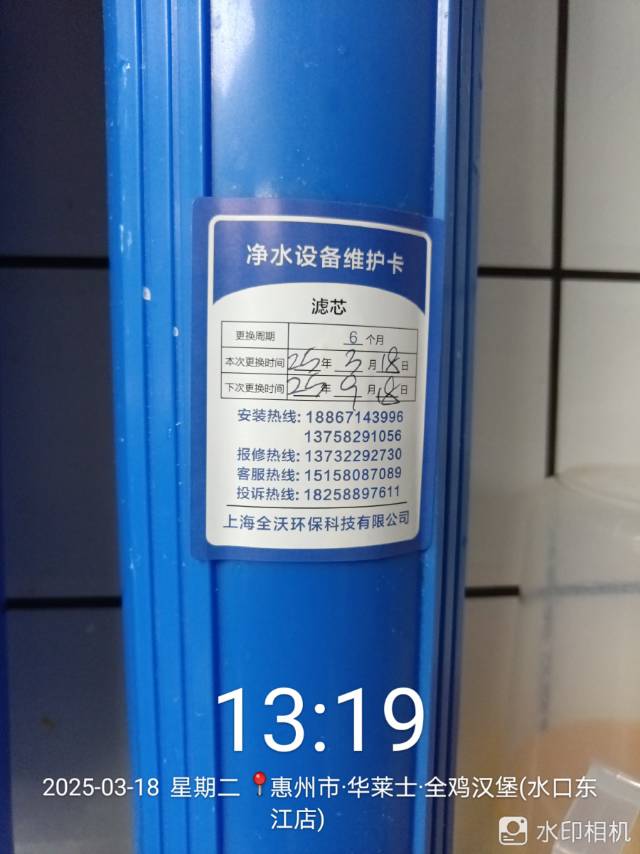 净水设备维护卡
滤芯
更换周期 6 个月
本次更换时间 25年 3月 18日
下次更换时间 25年 9月 18日
安装热线: 18867143996
13758291056
报修热线: 13732292730
客服热线: 15158087089
投诉热线: 18258897611
上海全沃环保科技有限公司
13:19
2025-03-18 星期二 惠州市·华莱士·全鸡汉堡(水口东
江店)
水印相机